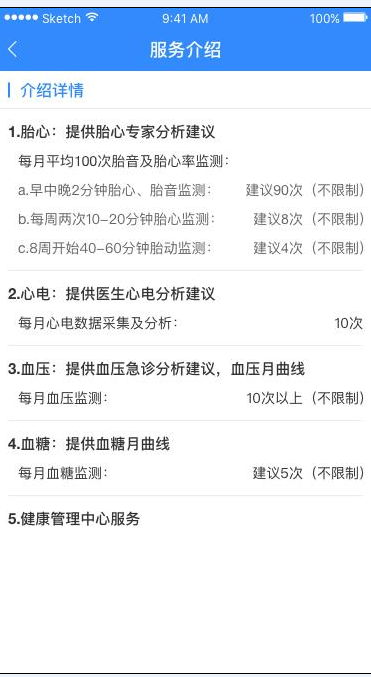 Sketch 9:41 AM 100%
服务介绍
介绍详情
1.胎心：提供胎心专家分析建议
每月平均100次胎音及胎心率监测：
a.早中晚2分钟胎心、胎音监测： 建议90次（不限制）
b.每周两次10-20分钟胎心监测： 建议8次（不限制）
c.8周开始40-60分钟胎动监测： 建议4次（不限制）
2.心电：提供医生心电分析建议
每月心电数据采集及分析： 10次
3.血压：提供血压急诊分析建议，血压月曲线
每月血压监测： 10次以上（不限制）
4.血糖：提供血糖月曲线
每月血糖监测： 建议5次（不限制）
5.健康管理中心服务